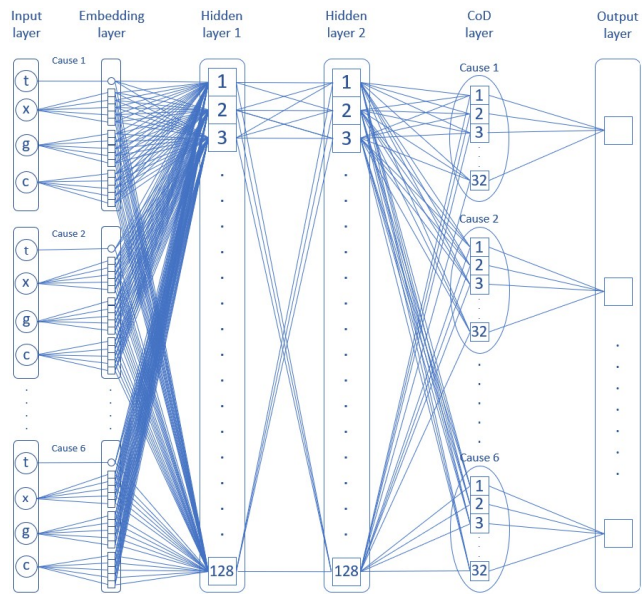 Input layer
Embedding layer
Hidden layer 1
Hidden layer 2
CoD layer
Output layer
Cause 1
t
x
g
c
Cause 2
t
x
g
c
Cause 6
t
x
g
c
1
2
3
128
1
2
3
128
Cause 1
1
2
3
32
Cause 2
1
2
3
32
Cause 6
1
2
3
32